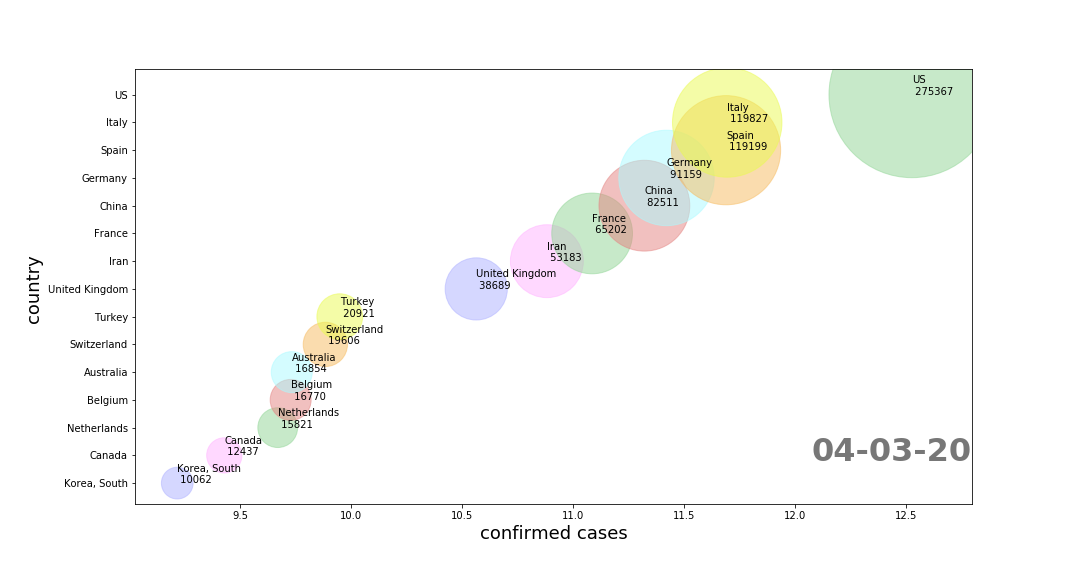 US
Italy
Spain
Germany
China
France
Iran
United Kingdom
Turkey
Switzerland
Australia
Belgium
Netherlands
Canada
Korea, South
country
US
275367
Italy
119827
Spain
119199
Germany
91159
China
82511
France
65202
Iran
53183
United Kingdom
38689
Turkey
20921
Switzerland
19606
Australia
16854
Belgium
16770
Netherlands
15821
Canada
12437
Korea, South
10062
04-03-20
9.5 10.0 10.5 11.0 11.5 12.0 12.5
confirmed cases